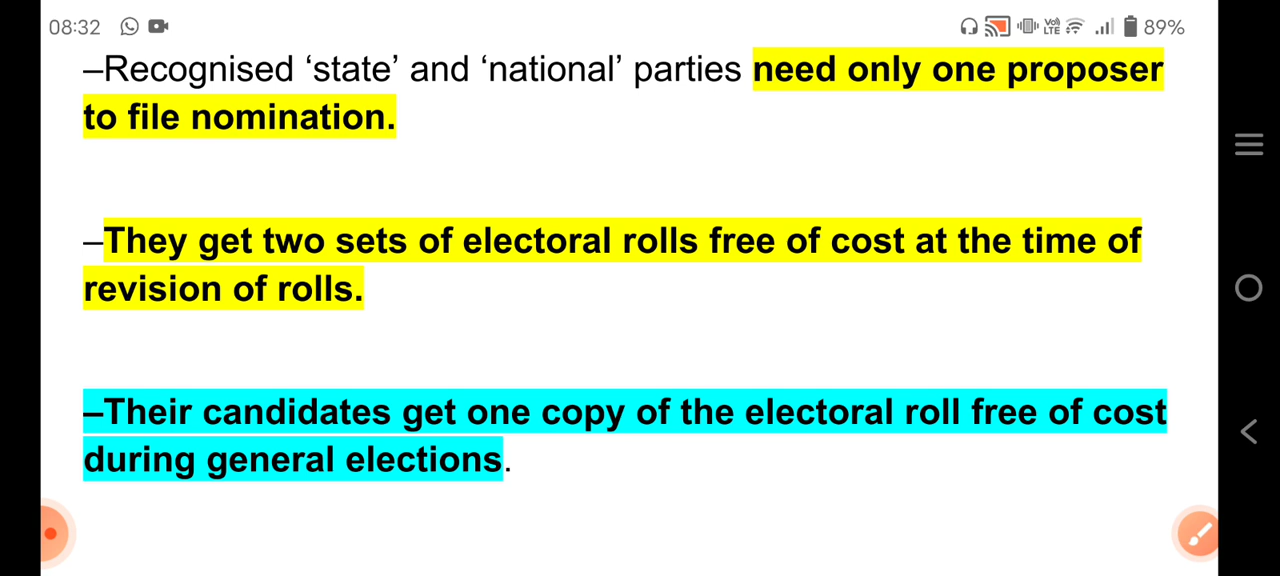 08:32 Vo) LTE 89%
–Recognised ‘state’ and ‘national’ parties need only one proposer
to file nomination.
–They get two sets of electoral rolls free of cost at the time of
revision of rolls.
–Their candidates get one copy of the electoral roll free of cost
during general elections.